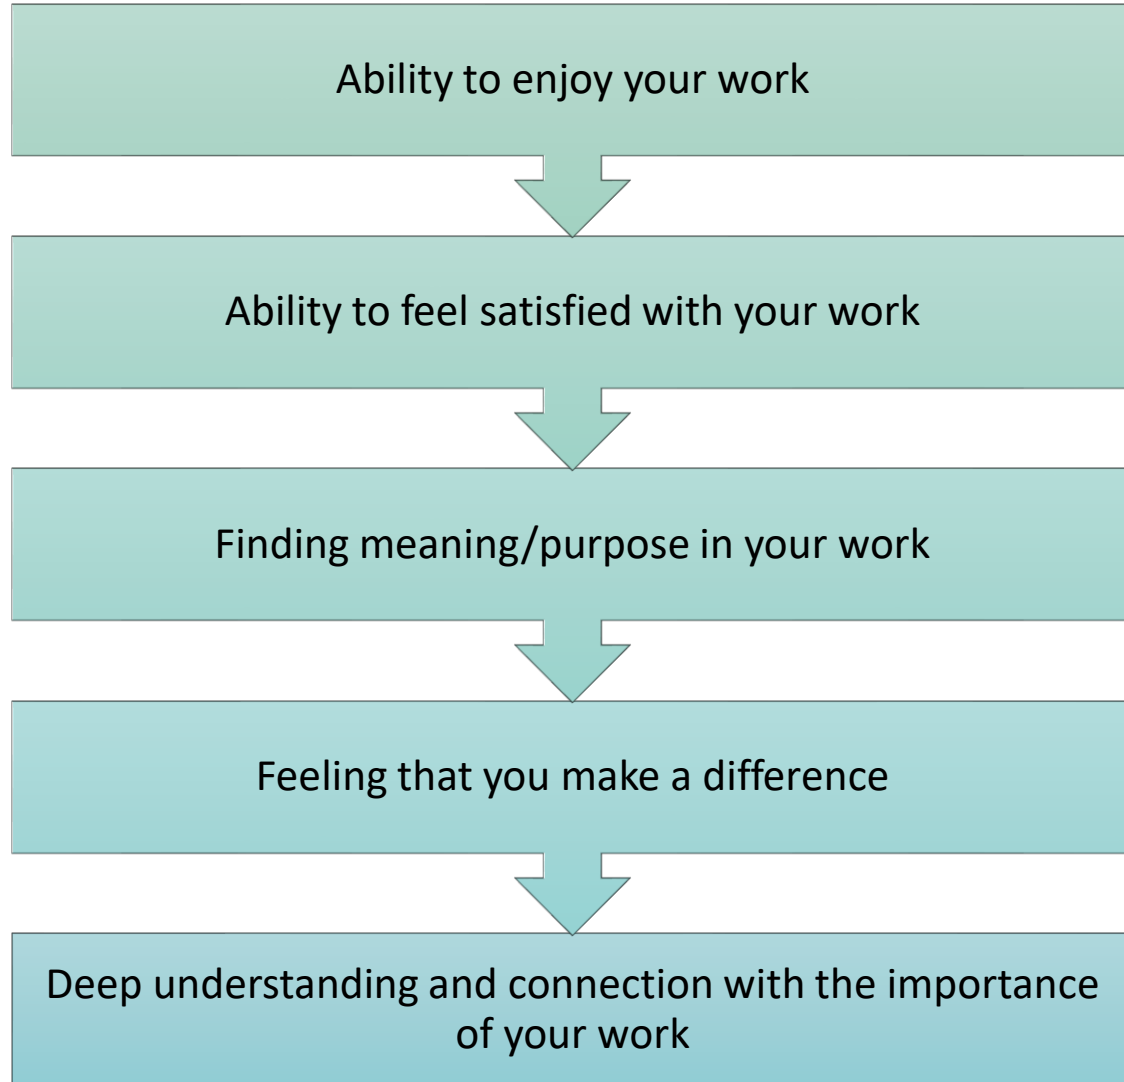 Ability to enjoy your work
Ability to feel satisfied with your work
Finding meaning/purpose in your work
Feeling that you make a difference
Deep understanding and connection with the importance
of your work